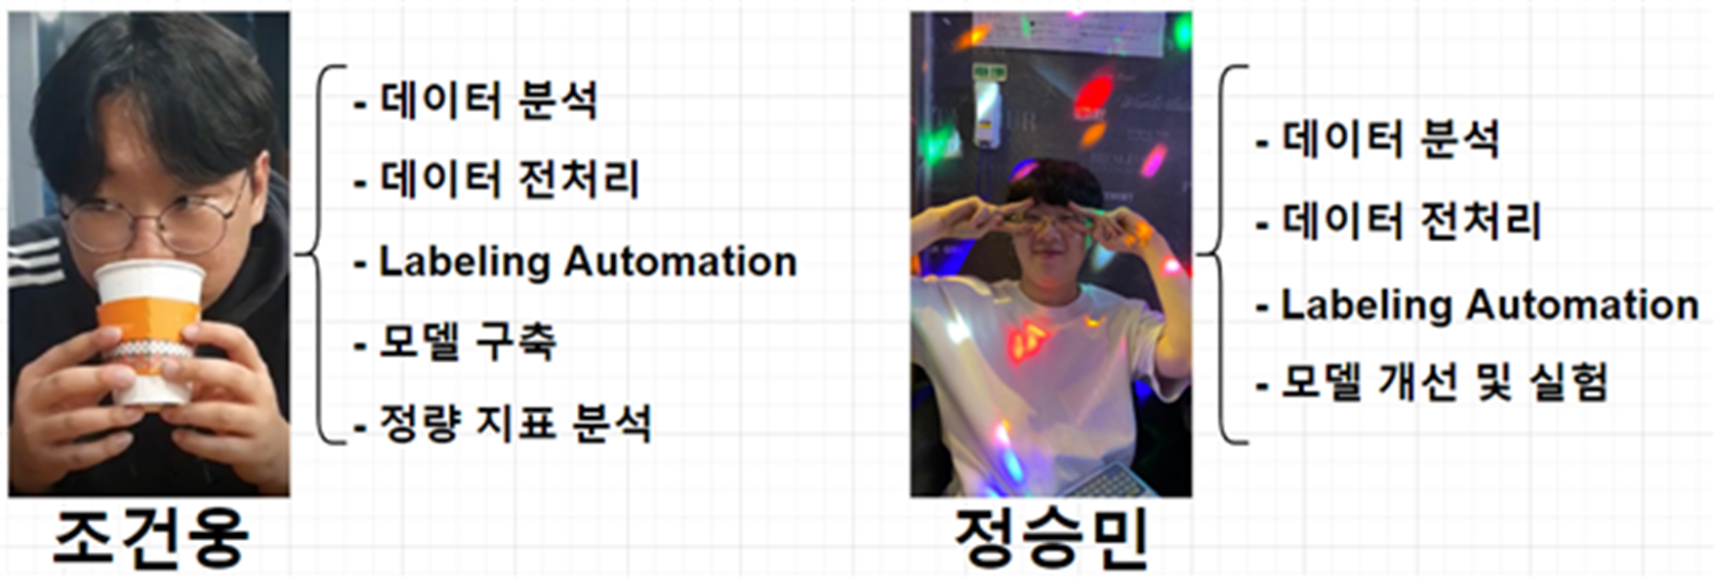 - 데이터 분석
- 데이터 전처리
- Labeling Automation
- 모델 구축
- 정량 지표 분석
조건웅
- 데이터 분석
- 데이터 전처리
- Labeling Automation
- 모델 개선 및 실험
정승민